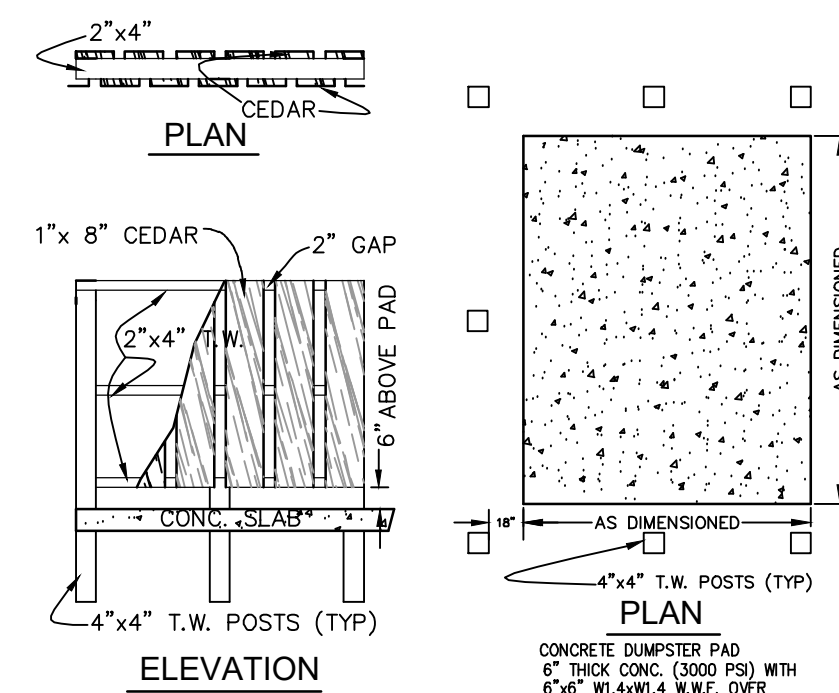 2"x4"
CEDAR
PLAN
1"x 8" CEDAR
2" GAP
2"x4" T.W.
6" ABOVE PAD
CONC. SLAB
4"x4" T.W. POSTS (TYP)
ELEVATION
AS DIMENSIONED
18"
AS DIMENSIONED
4"x4" T.W. POSTS (TYP)
PLAN
CONCRETE DUMPSTER PAD
6" THICK CONC. (3000 PSI) WITH
6"x6" W1.4xW1.4 W.W.F. OVER